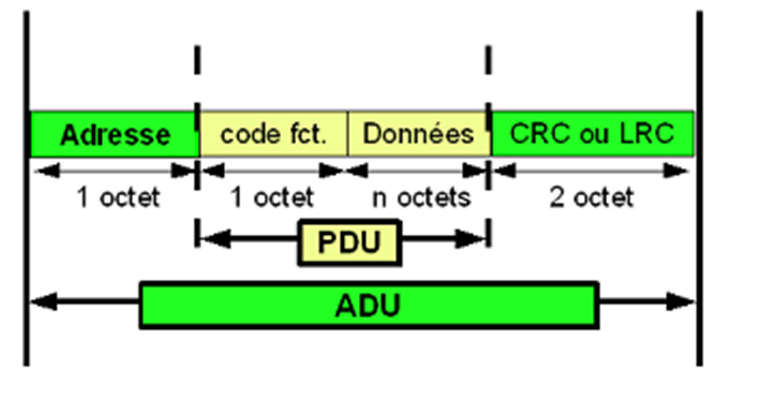 Adresse code fct. Données CRC ou LRC
1 octet 1 octet n octets 2 octet
PDU
ADU